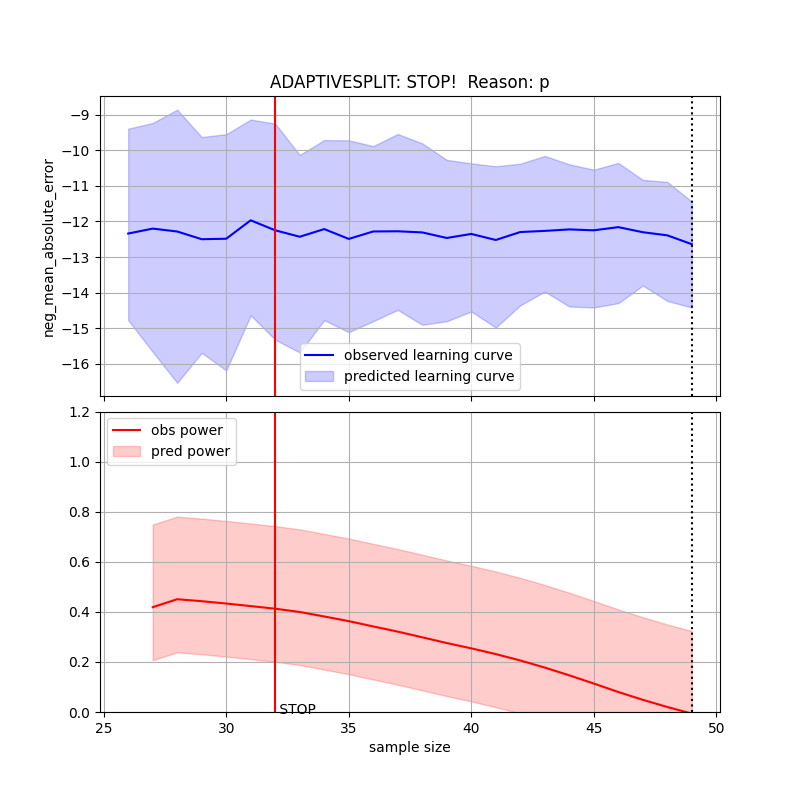 ADAPTIVESPLIT: STOP!  Reason: p
neg_mean_absolute_error
−9
−10
−11
−12
−13
−14
−15
−16
observed learning curve
predicted learning curve
1.2
1.0
0.8
0.6
0.4
0.2
0.0
obs power
pred power
STOP
25
30
35
40
45
50
sample size